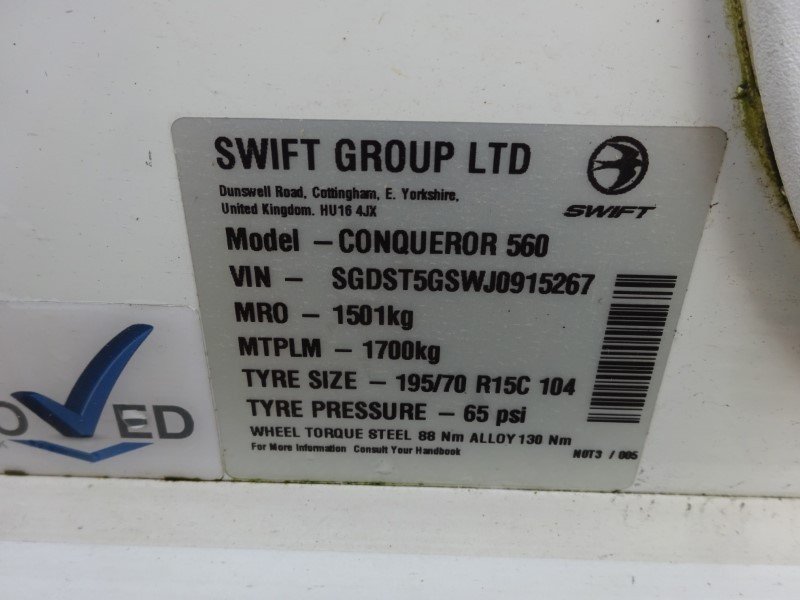 SWIFT GROUP LTD
Dunswell Road, Cottingham, E. Yorkshire,
United Kingdom. HU16 4JX
SWIFT
Model – CONQUEROR 560
VIN – SGDST5GSWJ0915267
MRO – 1501kg
MTPLM – 1700kg
TYRE SIZE – 195/70 R15C 104
TYRE PRESSURE – 65 psi
WHEEL TORQUE STEEL 88 Nm ALLOY 130 Nm
For More Information Consult Your Handbook
N0T3 / 005
OVED